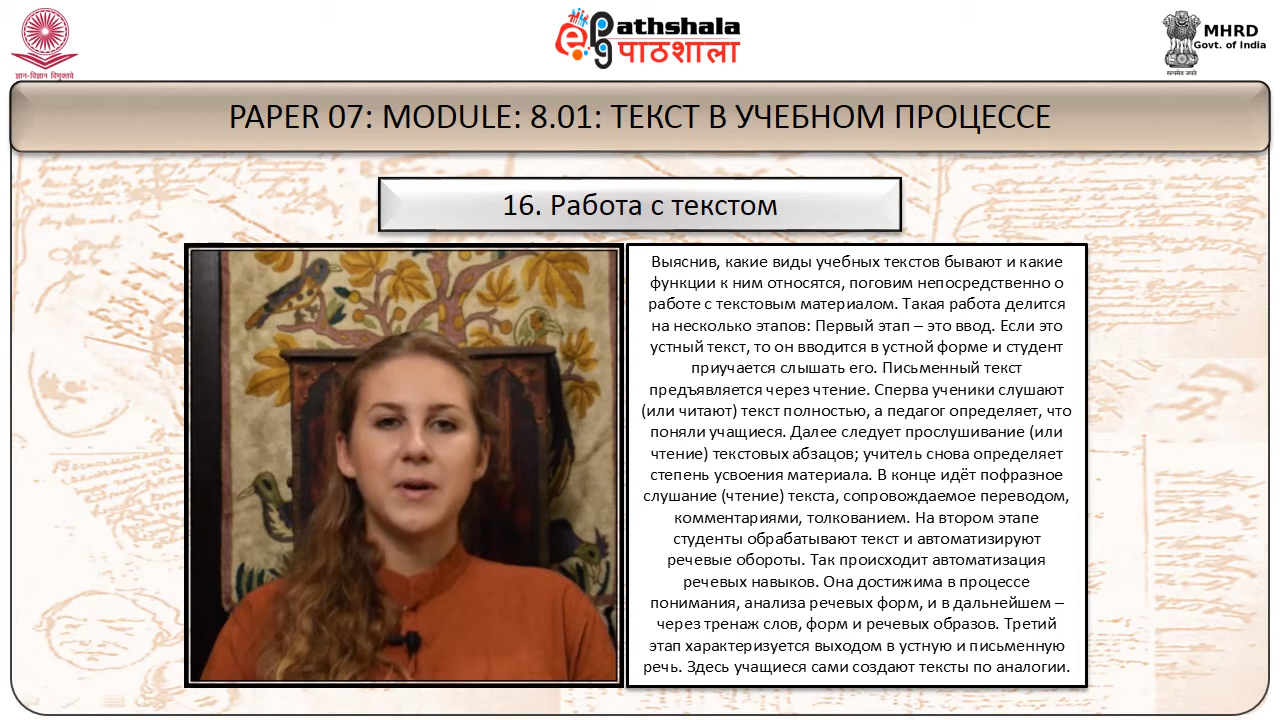 ज्ञान-विज्ञान विमुक्तये
ePg Pathshala
पाठशाला
MHRD
Govt. of India
सत्यमेव जयते
PAPER 07: MODULE: 8.01: ТЕКСТ В УЧЕБНОМ ПРОЦЕССЕ
16. Работа с текстом
Выяснив, какие виды учебных текстов бывают и какие
функции к ним относятся, поговим непосредственно о
работе с текстовым материалом. Такая работа делится
на несколько этапов: Первый этап – это ввод. Если это
устный текст, то он вводится в устной форме и студент
приучается слышать его. Письменный текст
предъявляется через чтение. Сперва ученики слушают
(или читают) текст полностью, а педагог определяет, что
поняли учащиеся. Далее следует прослушивание (или
чтение) текстовых абзацов; учитель снова определяет
степень усвоения материала. В конце идёт пофразное
слушание (чтение) текста, сопровождаемое переводом,
комментариями, толкованием. На втором этапе
студенты обрабатывают текст и автоматизируют
речевые обороты. Так происходит автоматизация
речевых навыков. Она достижима в процессе
понимания, анализа речевых форм, и в дальнейшем –
через тренаж слов, форм и речевых образов. Третий
этап характеризуется выходом в устную и письменную
речь. Здесь учащиеся сами создают тексты по аналогии.